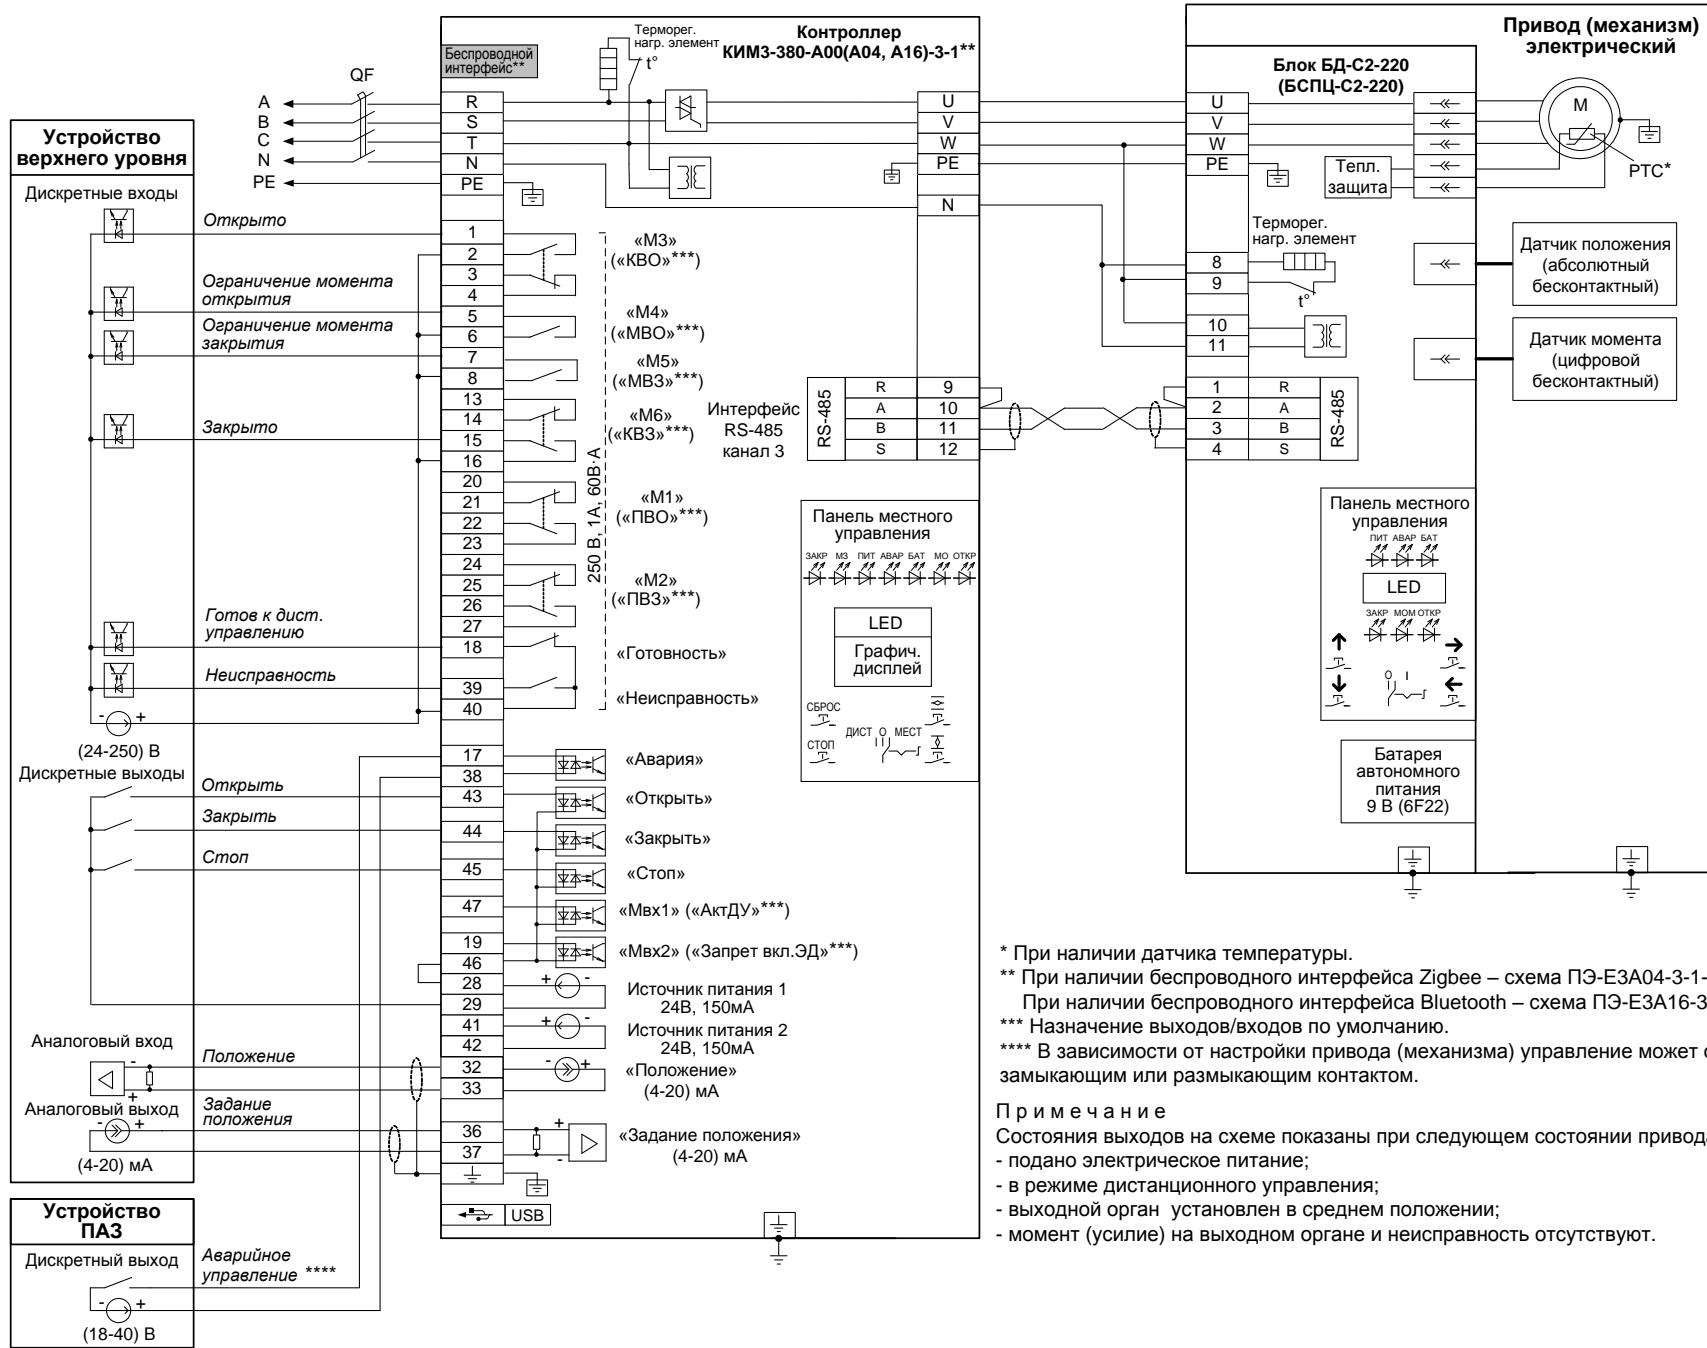 QF
A
B
C
N
PE
Устройство
верхнего уровня
Дискретные входы
Открыто
Ограничение момента
открытия
Ограничение момента
закрытия
Закрыто
Готов к дист.
управлению
Неисправность
- +
(24-250) В
Дискретные выходы
Открыть
Закрыть
Стоп
Аналоговый вход
Положение
-
+
Аналоговый выход
Задание
положения
- +
(4-20) мА
Устройство
ПАЗ
Дискретный выход
Аварийное
управление ****
- +
(18-40) В
Беспроводной
интерфейс**
Терморег.
нагр. элемент
t°
Контроллер
КИМ3-380-А00(А04, А16)-3-1**
R
S
T
N
PE
1
2
3
4
5
6
7
8
13
14
15
16
20
21
22
23
24
25
26
27
18
39
40
17
38
43
44
45
47
19
46
28
29
41
42
32
33
36
37
USB
«М3»
(«КВО»***)
«М4»
(«МВО»***)
«М5»
(«МВЗ»***)
«М6»
(«КВЗ»***)
«М1»
(«ПВО»***)
«М2»
(«ПВЗ»***)
250 В, 1А, 60В·А
«Готовность»
«Неисправность»
«Авария»
«Открыть»
«Закрыть»
«Стоп»
«Мвх1» («АктДУ»***)
«Мвх2» («Запрет вкл.ЭД»***)
+ -
Источник питания 1
24В, 150мА
+ -
Источник питания 2
24В, 150мА
- +
«Положение»
(4-20) мА
+
-
«Задание положения»
(4-20) мА
U
V
W
PE
N
Интерфейс
RS-485
канал 3
RS-485
R 9
A 10
B 11
S 12
Панель местного
управления
ЗАКР МЗ ПИТ АВАР БАТ МО ОТКР
LED
Графич.
дисплей
СБРОС
СТОП
ДИСТ О МЕСТ
Привод (механизм)
электрический
Блок БД-С2-220
(БСПЦ-С2-220)
U
V
W
PE
Тепл.
защита
M
РТС*
Терморег.
нагр. элемент
t°
8
9
10
11
1 R
2 A
3 B
4 S
RS-485
Датчик положения
(абсолютный
бесконтактный)
Датчик момента
(цифровой
бесконтактный)
Панель местного
управления
ПИТ АВАР БАТ
LED
ЗАКР МОМ ОТКР
O I
Батарея
автономного
питания
9 В (6F22)
* При наличии датчика температуры.
** При наличии беспроводного интерфейса Zigbee – схема ПЭ-Е3А04-3-1-
При наличии беспроводного интерфейса Bluetooth – схема ПЭ-Е3А16-3
*** Назначение выходов/входов по умолчанию.
**** В зависимости от настройки привода (механизма) управление может о
замыкающим или размыкающим контактом.
Примечание
Состояния выходов на схеме показаны при следующем состоянии привода
- подано электрическое питание;
- в режиме дистанционного управления;
- выходной орган установлен в среднем положении;
- момент (усилие) на выходном органе и неисправность отсутствуют.